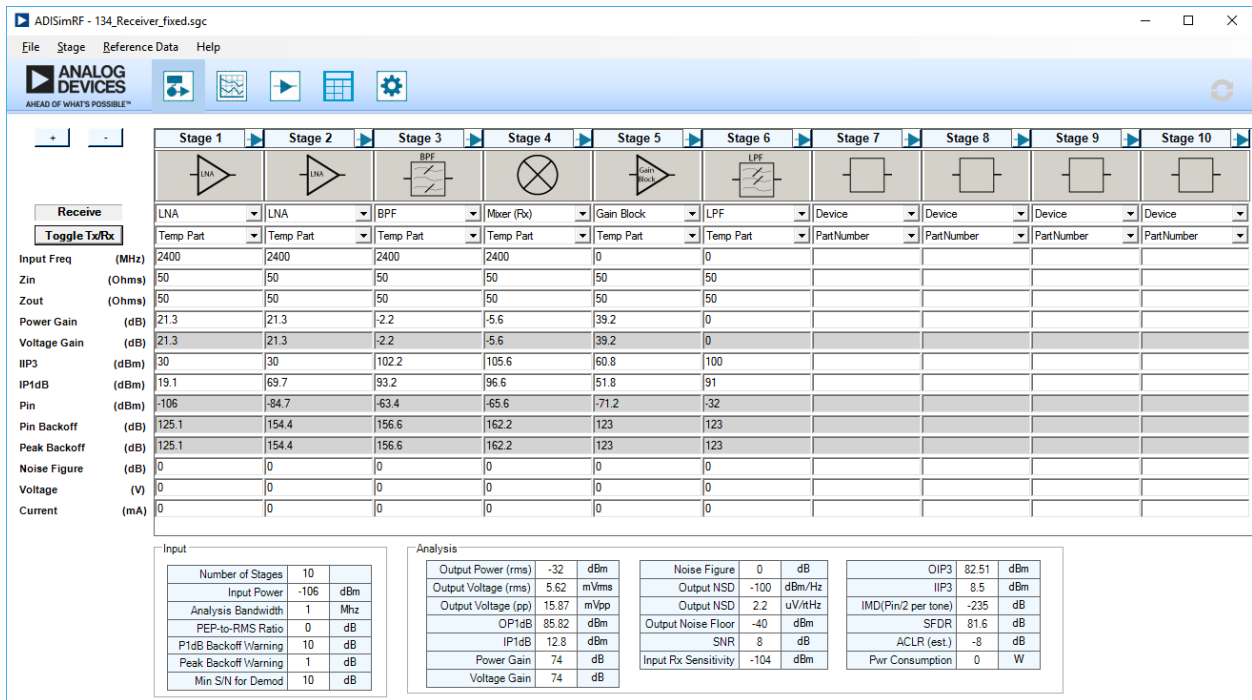 ADISimRF - 134_Receiver_fixed.sgc
File Stage Reference Data Help
ANALOG
DEVICES
AHEAD OF WHAT'S POSSIBLE™
+ - Stage 1 Stage 2 Stage 3 Stage 4 Stage 5 Stage 6 Stage 7 Stage 8 Stage 9 Stage 10
LNA LNA BPF Gain Block LPF
Receive LNA LNA BPF Mixer (Rx) Gain Block LPF Device Device Device Device
Toggle Tx/Rx Temp Part Temp Part Temp Part Temp Part Temp Part Temp Part PartNumber PartNumber PartNumber PartNumber
Input Freq (MHz) 2400 2400 2400 2400 0 0
Zin (Ohms) 50 50 50 50 50 50
Zout (Ohms) 50 50 50 50 50 50
Power Gain (dB) 21.3 21.3 -2.2 -5.6 39.2 0
Voltage Gain (dB) 21.3 21.3 -2.2 -5.6 39.2 0
IIP3 (dBm) 30 30 102.2 105.6 60.8 100
IP1dB (dBm) 19.1 69.7 93.2 96.6 51.8 91
Pin (dBm) -106 -84.7 -63.4 -65.6 -71.2 -32
Pin Backoff (dB) 125.1 154.4 156.6 162.2 123 123
Peak Backoff (dB) 125.1 154.4 156.6 162.2 123 123
Noise Figure (dB) 0 0 0 0 0 0
Voltage (V) 0 0 0 0 0 0
Current (mA) 0 0 0 0 0 0
Input
Number of Stages 10
Input Power -106 dBm
Analysis Bandwidth 1 Mhz
PEP-to-RMS Ratio 0 dB
P1dB Backoff Warning 10 dB
Peak Backoff Warning 1 dB
Min S/N for Demod 10 dB
Analysis
Output Power (rms) -32 dBm
Output Voltage (rms) 5.62 mVrms
Output Voltage (pp) 15.87 mVpp
OP1dB 85.82 dBm
IP1dB 12.8 dBm
Power Gain 74 dB
Voltage Gain 74 dB
Noise Figure 0 dB
Output NSD -100 dBm/Hz
Output NSD 2.2 uV/rtHz
Output Noise Floor -40 dBm
SNR 8 dB
Input Rx Sensitivity -104 dBm
OIP3 82.51 dBm
IIP3 8.5 dBm
IMD(Pin/2 per tone) -235 dB
SFDR 81.6 dB
ACLR (est.) -8 dB
Pwr Consumption 0 W